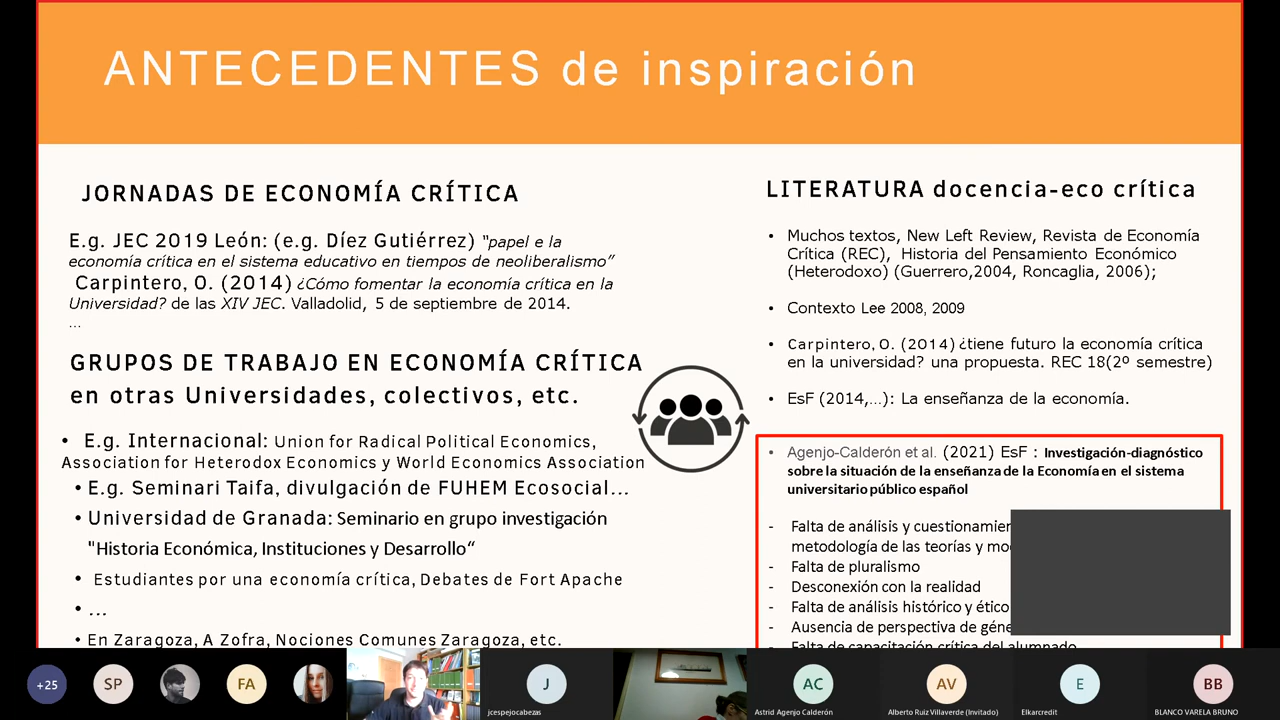 ANTECEDENTES de inspiración
JORNADAS DE ECONOMÍA CRÍTICA
E.g. JEC 2019 León: (e.g. Díez Gutiérrez) "papel e la
economía crítica en el sistema educativo en tiempos de neoliberalismo"
Carpintero, O. (2014) ¿Cómo fomentar la economía crítica en la
Universidad? de las XIV JEC. Valladolid, 5 de septiembre de 2014.
...
GRUPOS DE TRABAJO EN ECONOMÍA CRÍTICA
en otras Universidades, colectivos, etc.
• E.g. Internacional: Union for Radical Political Economics,
Association for Heterodox Economics y World Economics Association
• E.g. Seminari Taifa, divulgación de FUHEM Ecosocial...
• Universidad de Granada: Seminario en grupo investigación
"Historia Económica, Instituciones y Desarrollo"
• Estudiantes por una economía crítica, Debates de Fort Apache
• ...
• En Zaragoza, A Zofra, Nociones Comunes Zaragoza, etc.
LITERATURA docencia-eco crítica
• Muchos textos, New Left Review, Revista de Economía
Crítica (REC), Historia del Pensamiento Económico
(Heterodoxo) (Guerrero,2004, Roncaglia, 2006);
• Contexto Lee 2008, 2009
• Carpintero, O. (2014) ¿tiene futuro la economía crítica
en la universidad? una propuesta. REC 18(2º semestre)
• EsF (2014,...): La enseñanza de la economía.
• Agenjo-Calderón et al. (2021) EsF : Investigación-diagnóstico
sobre la situación de la enseñanza de la Economía en el sistema
universitario público español
- Falta de análisis y
metodología de las teorías y
- Falta de pluralismo
- Desconexión con la realidad
- Falta de análisis histórico y ético
- Ausencia de perspectiva de
- Falta de capacitación crítica del alumnado
+25
SP
FA
J
jcespejocabezas
AC
Astrid Agenjo Calderón
AV
Alberto Ruiz Villaverde (Invitado)
E
Elkarcredit
BB
BLANCO VARELA BRUNO